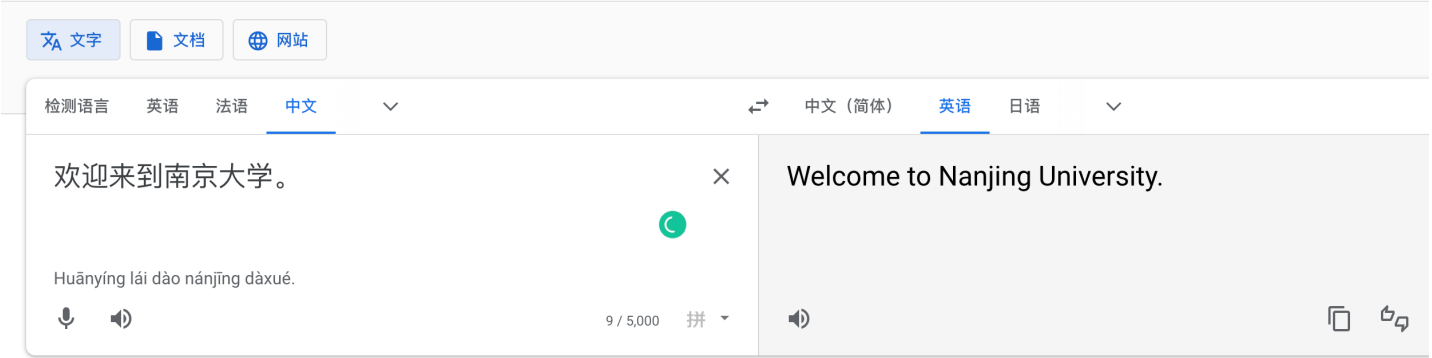 文字 文档 网站
检测语言 英语 法语 中文 中文（简体） 英语 日语
欢迎来到南京大学。
Welcome to Nanjing University.
Huānyíng lái dào nánjīng dàxué.
9 / 5,000 拼